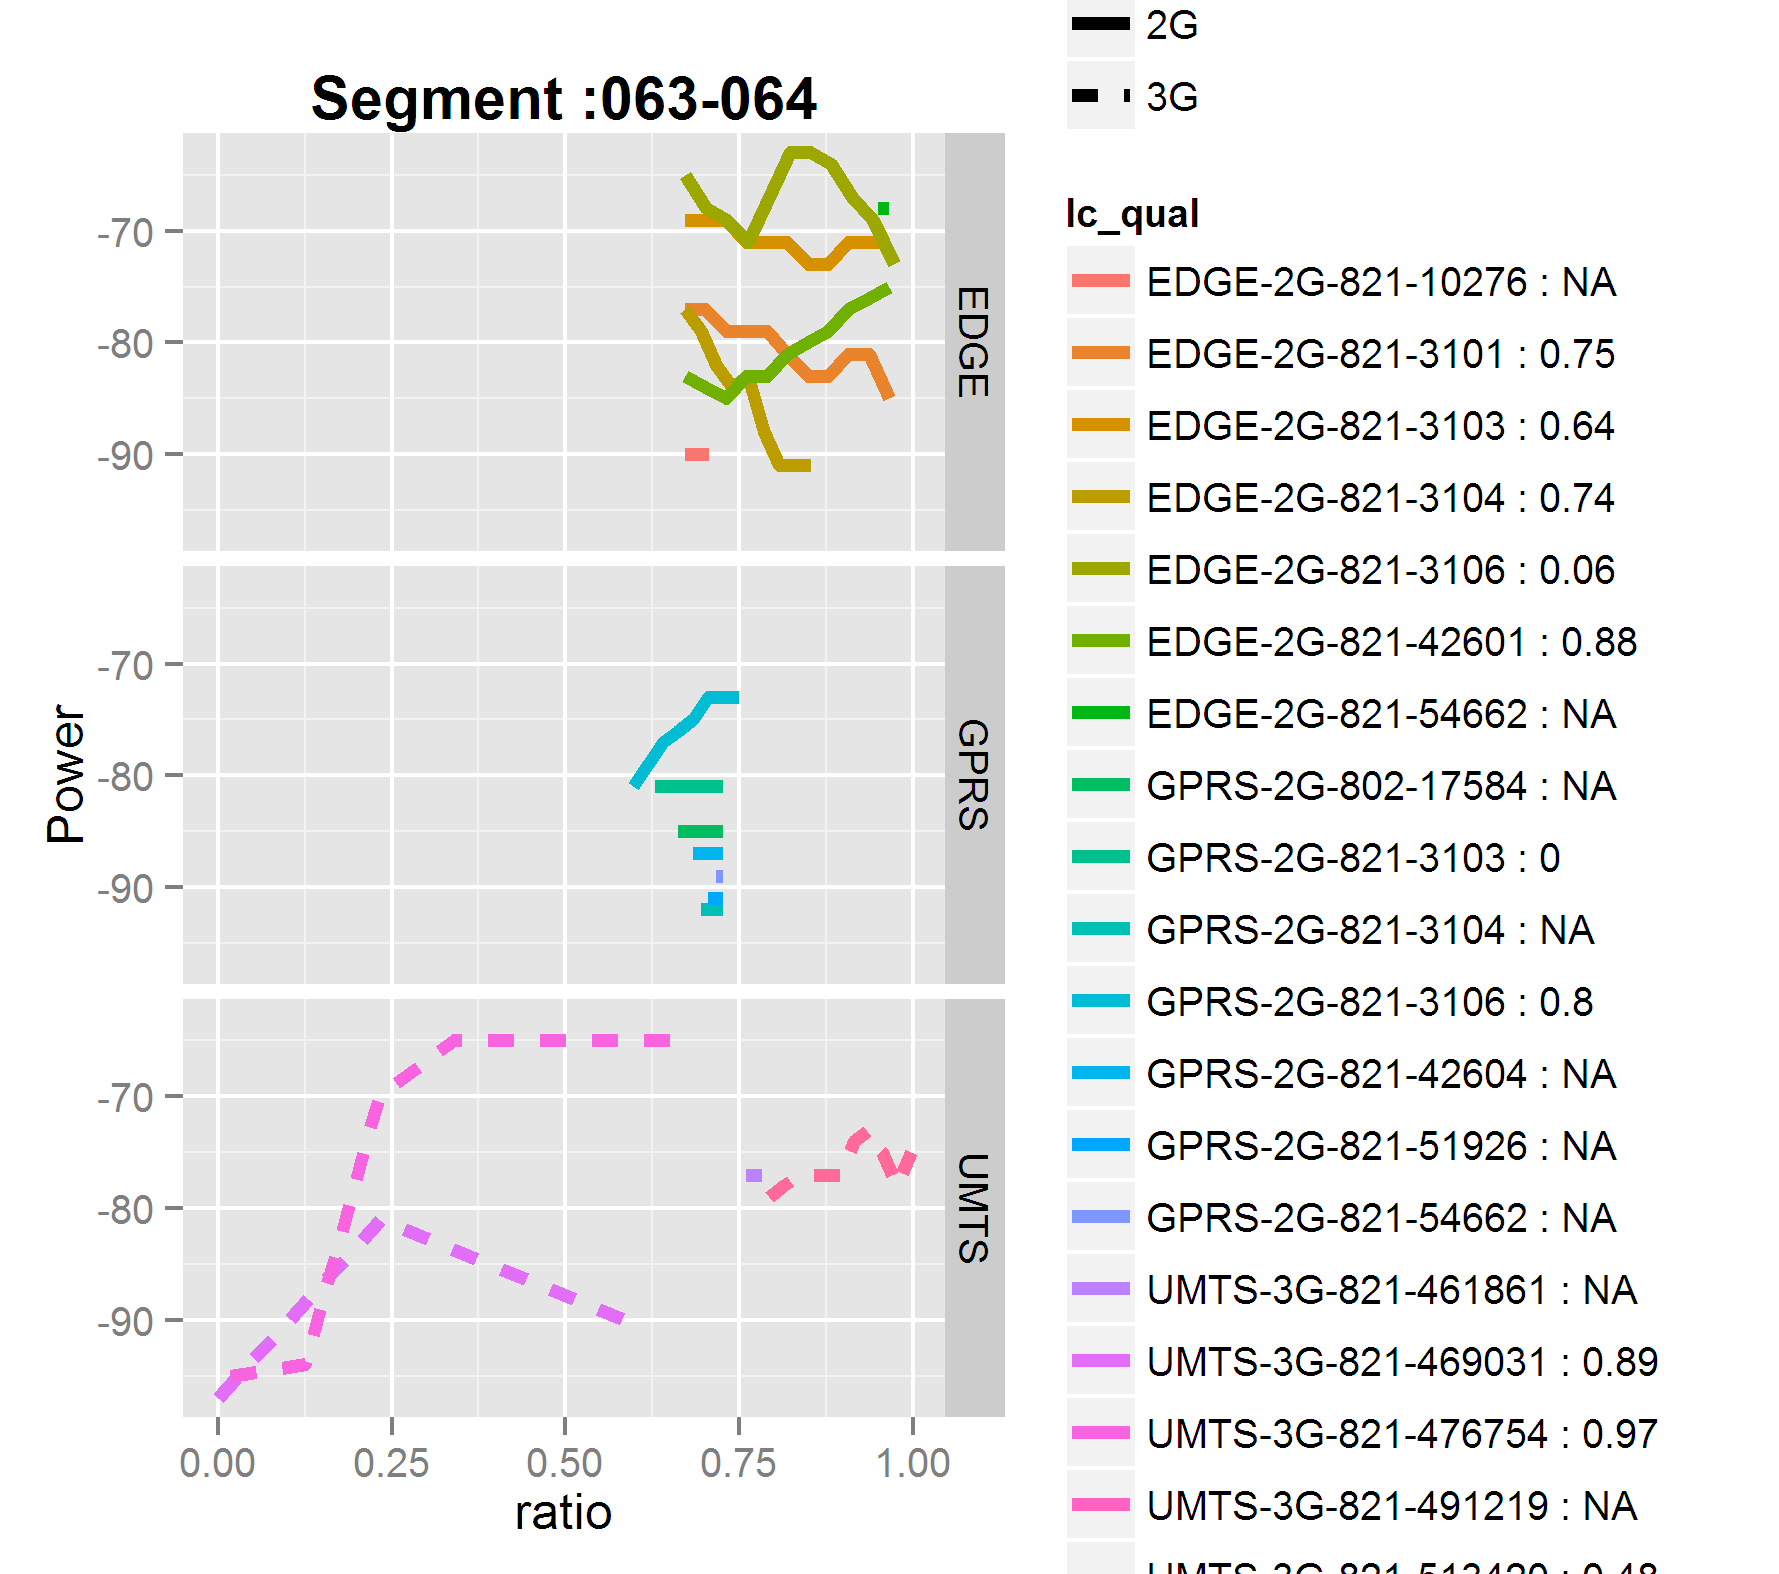 Segment :063-064
-70
-80
-90
EDGE
-70
-80
-90
GPRS
-70
-80
-90
UMTS
Power
0.00 0.25 0.50 0.75 1.00
ratio
2G
3G
lc_qual
EDGE-2G-821-10276 : NA
EDGE-2G-821-3101 : 0.75
EDGE-2G-821-3103 : 0.64
EDGE-2G-821-3104 : 0.74
EDGE-2G-821-3106 : 0.06
EDGE-2G-821-42601 : 0.88
EDGE-2G-821-54662 : NA
GPRS-2G-802-17584 : NA
GPRS-2G-821-3103 : 0
GPRS-2G-821-3104 : NA
GPRS-2G-821-3106 : 0.8
GPRS-2G-821-42604 : NA
GPRS-2G-821-51926 : NA
GPRS-2G-821-54662 : NA
UMTS-3G-821-461861 : NA
UMTS-3G-821-469031 : 0.89
UMTS-3G-821-476754 : 0.97
UMTS-3G-821-491219 : NA